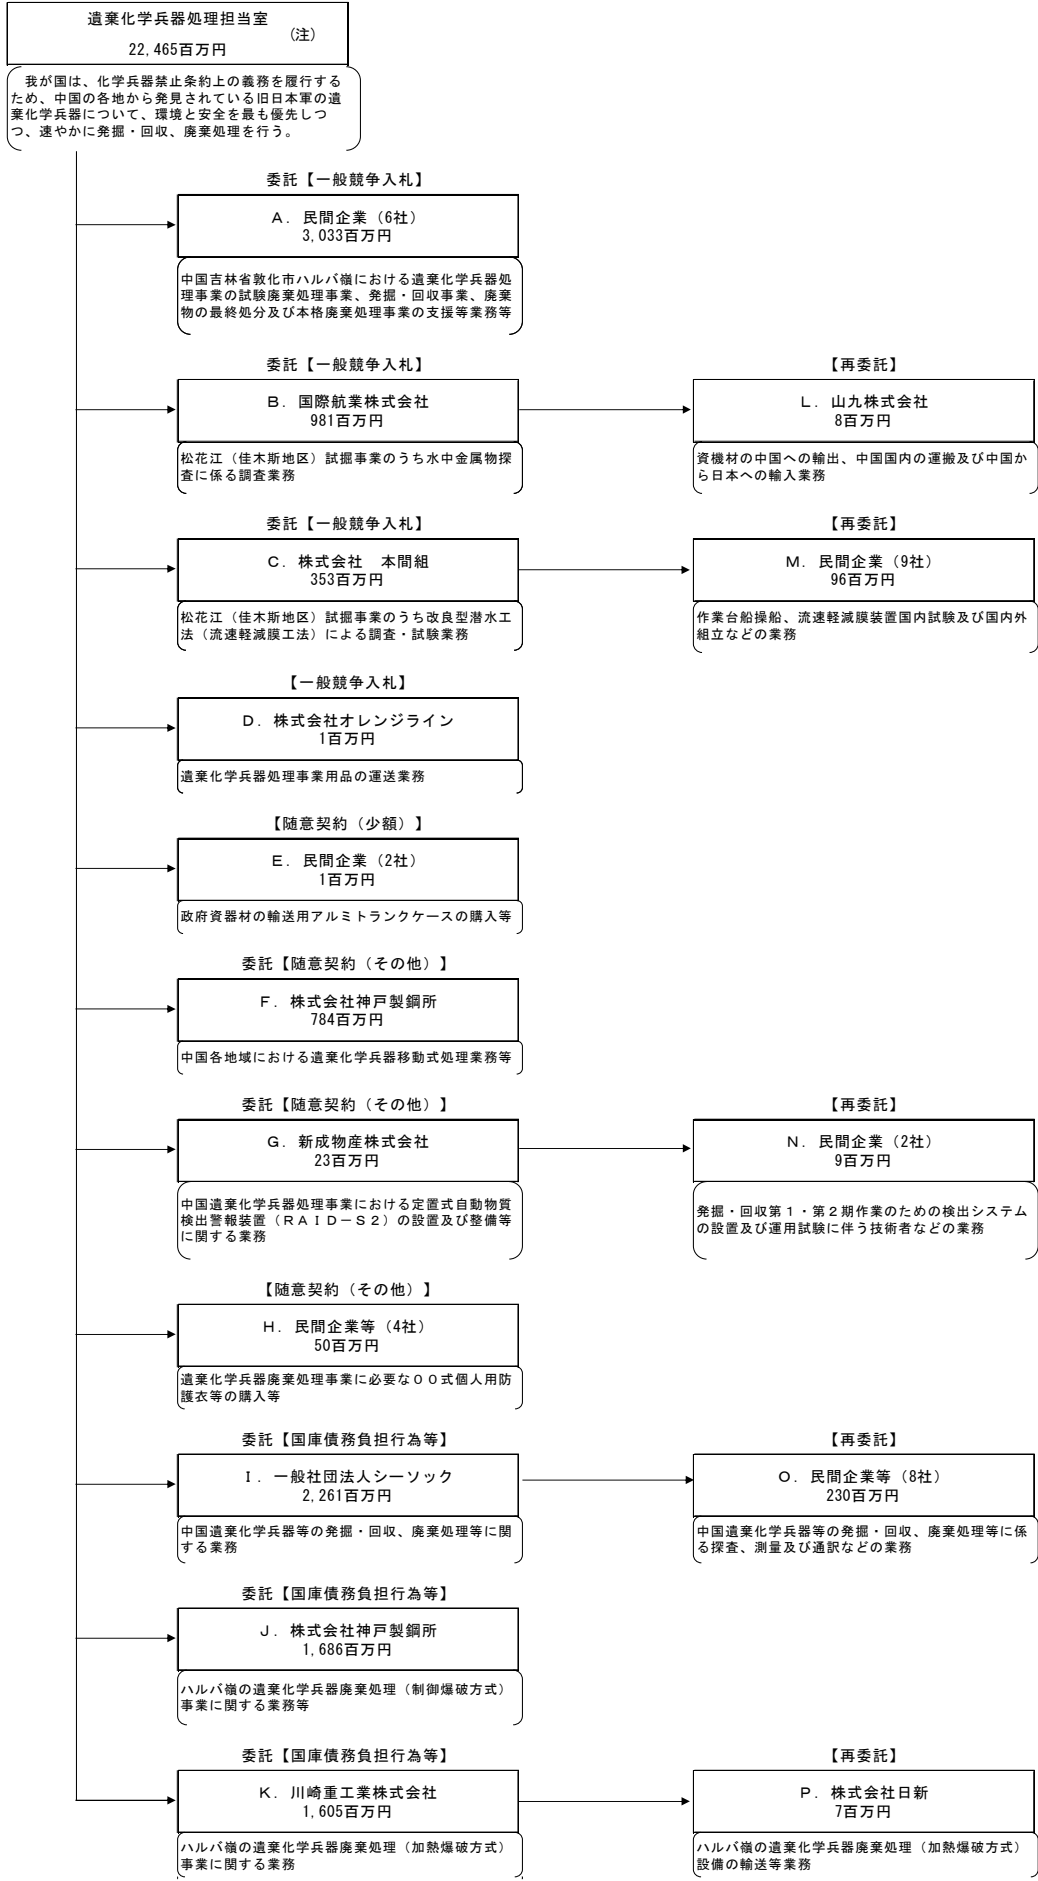 遺棄化学兵器処理担当室
(注)
22,465百万円
我が国は、化学兵器禁止条約上の義務を履行する
ため、中国の各地から発見されている旧日本軍の遺
棄化学兵器について、環境と安全を最も優先しつ
つ、速やかに発掘・回収、廃棄処理を行う。
委託【一般競争入札】
A．民間企業（6社）
3,033百万円
中国吉林省敦化市ハルバ嶺における遺棄化学兵器処
理事業の試験廃棄処理事業、発掘・回収事業、廃棄
物の最終処分及び本格廃棄処理事業の支援等業務等
委託【一般競争入札】
B．国際航業株式会社
981百万円
松花江（佳木斯地区）試掘事業のうち水中金属物探
査に係る調査業務
【再委託】
L．山九株式会社
8百万円
資機材の中国への輸出、中国国内の運搬及び中国か
ら日本への輸入業務
委託【一般競争入札】
C．株式会社　本間組
353百万円
松花江（佳木斯地区）試掘事業のうち改良型潜水工
法（流速軽減膜工法）による調査・試験業務
【再委託】
M．民間企業（9社）
96百万円
作業台船操船、流速軽減膜装置国内試験及び国内外
組立などの業務
【一般競争入札】
D．株式会社オレンジライン
1百万円
遺棄化学兵器処理事業用品の運送業務
【随意契約（少額）】
E．民間企業（2社）
1百万円
政府資器材の輸送用アルミトランクケースの購入等
委託【随意契約（その他）】
F．株式会社神戸製鋼所
784百万円
中国各地域における遺棄化学兵器移動式処理業務等
委託【随意契約（その他）】
G．新成物産株式会社
23百万円
中国遺棄化学兵器処理事業における定置式自動物質
検出警報装置（ＲＡＩＤ－Ｓ２）の設置及び整備等
に関する業務
【再委託】
N．民間企業（2社）
9百万円
発掘・回収第１・第２期作業のための検出システム
の設置及び運用試験に伴う技術者などの業務
【随意契約（その他）】
H．民間企業等（4社）
50百万円
遺棄化学兵器廃棄処理事業に必要な００式個人用防
護衣等の購入等
委託【国庫債務負担行為等】
I．一般社団法人シーソック
2,261百万円
中国遺棄化学兵器等の発掘・回収、廃棄処理等に関
する業務
【再委託】
O．民間企業等（8社）
230百万円
中国遺棄化学兵器等の発掘・回収、廃棄処理等に係
る探査、測量及び通訳などの業務
委託【国庫債務負担行為等】
J．株式会社神戸製鋼所
1,686百万円
ハルバ嶺の遺棄化学兵器廃棄処理（制御爆破方式）
事業に関する業務等
委託【国庫債務負担行為等】
K．川崎重工業株式会社
1,605百万円
ハルバ嶺の遺棄化学兵器廃棄処理（加熱爆破方式）
事業に関する業務
【再委託】
P．株式会社日新
7百万円
ハルバ嶺の遺棄化学兵器廃棄処理（加熱爆破方式）
設備の輸送等業務